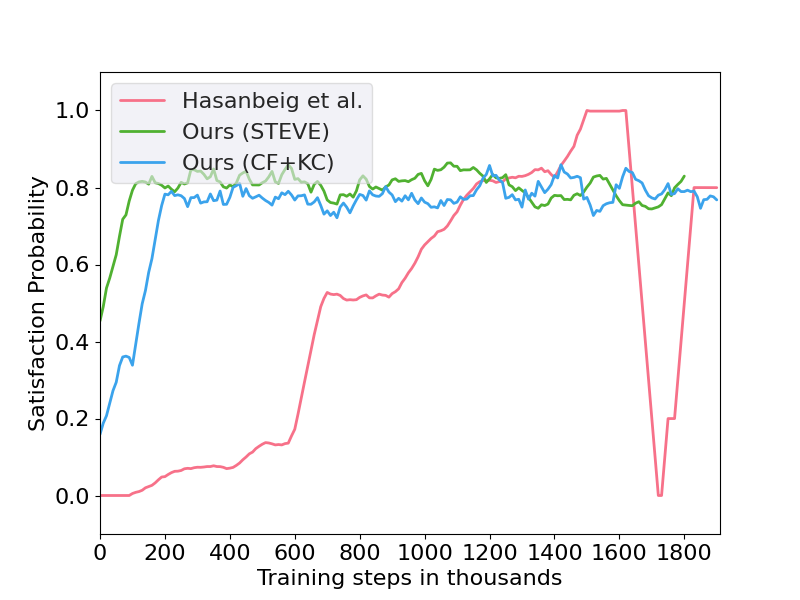 Hasanbeig et al.
Ours (STEVE)
Ours (CF+KC)
1.0
0.8
0.6
0.4
0.2
0.0
Satisfaction Probability
0 200 400 600 800 1000 1200 1400 1600 1800
Training steps in thousands